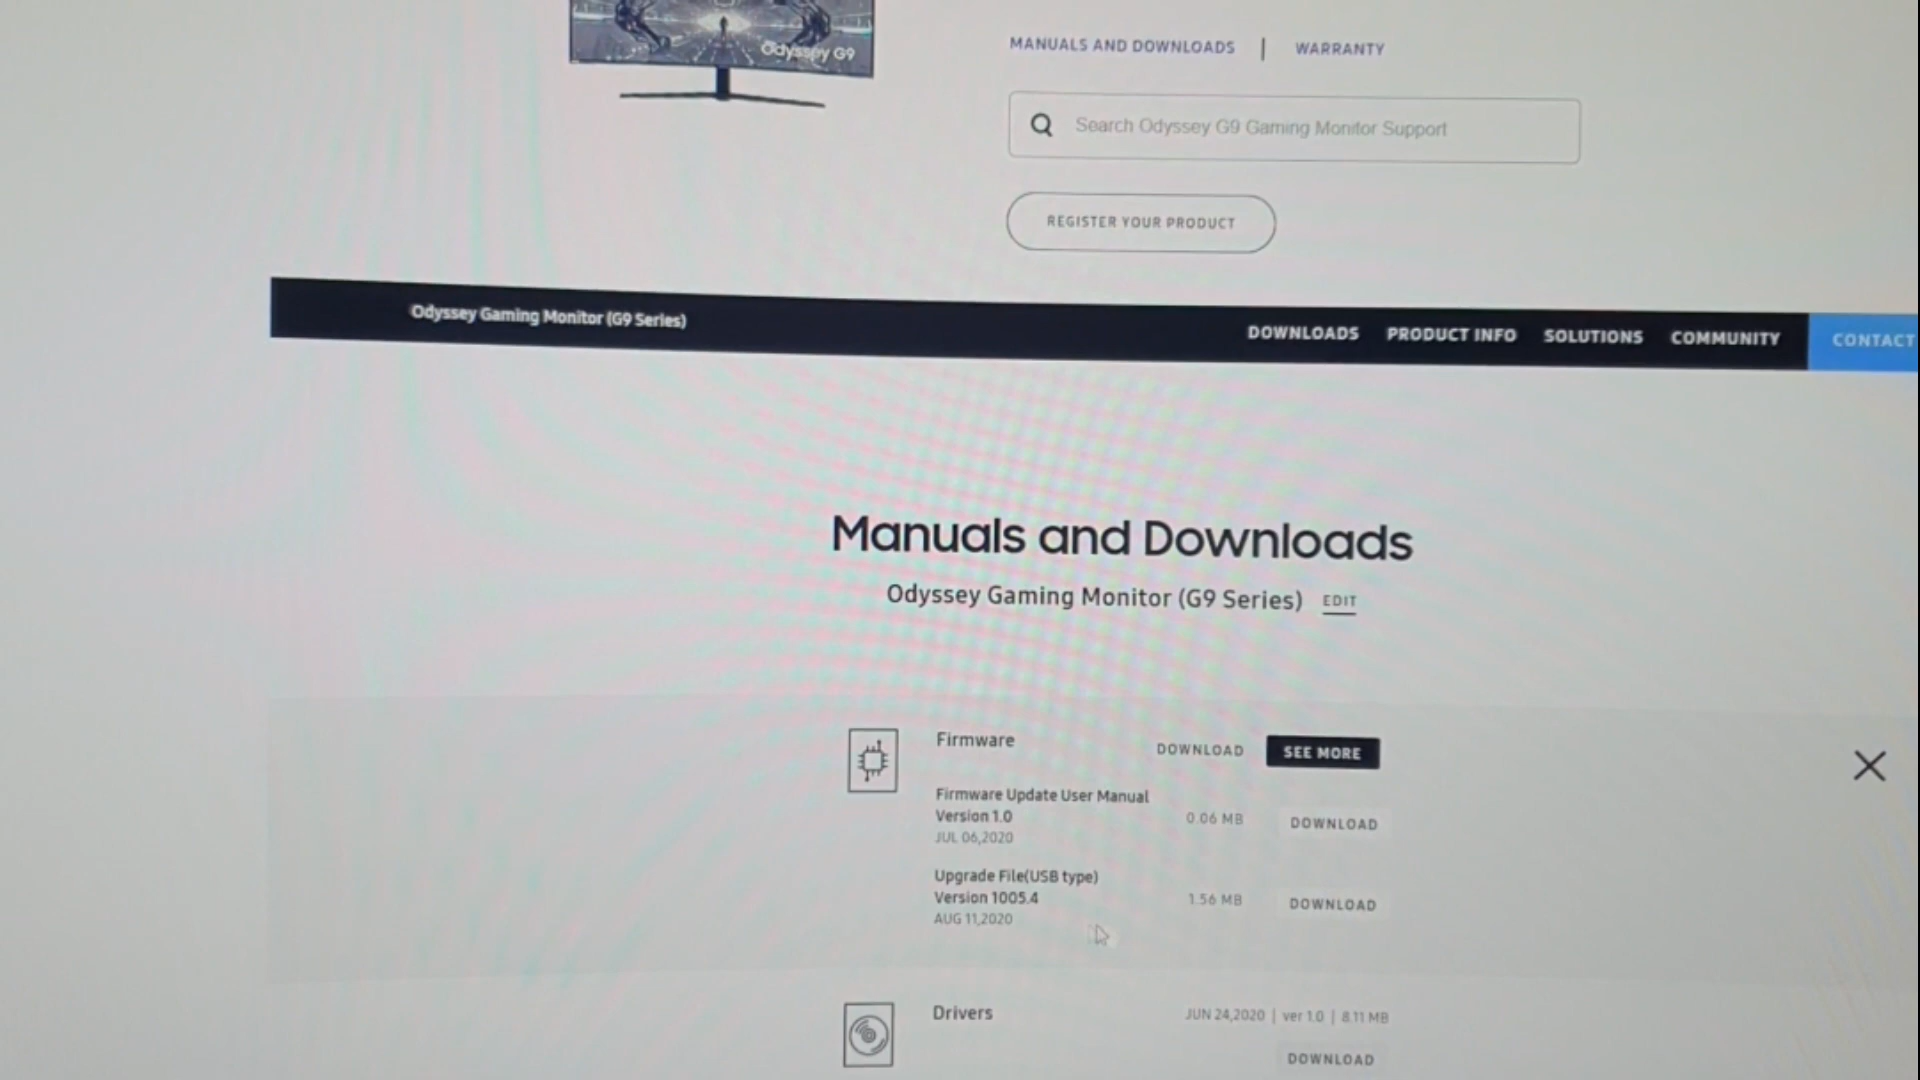 Odyssey G9
MANUALS AND DOWNLOADS | WARRANTY
Search Odyssey G9 Gaming Monitor Support
REGISTER YOUR PRODUCT
Odyssey Gaming Monitor (G9 Series)
DOWNLOADS PRODUCT INFO SOLUTIONS COMMUNITY CONTACT
Manuals and Downloads
Odyssey Gaming Monitor (G9 Series) EDIT
Firmware DOWNLOAD SEE MORE
Firmware Update User Manual
Version 1.0 0.06 MB DOWNLOAD
JUL 06,2020
Upgrade File(USB type)
Version 1005.4 1.56 MB DOWNLOAD
AUG 11,2020
Drivers JUN 24,2020 | ver 1.0 | 8.11 MB
DOWNLOAD